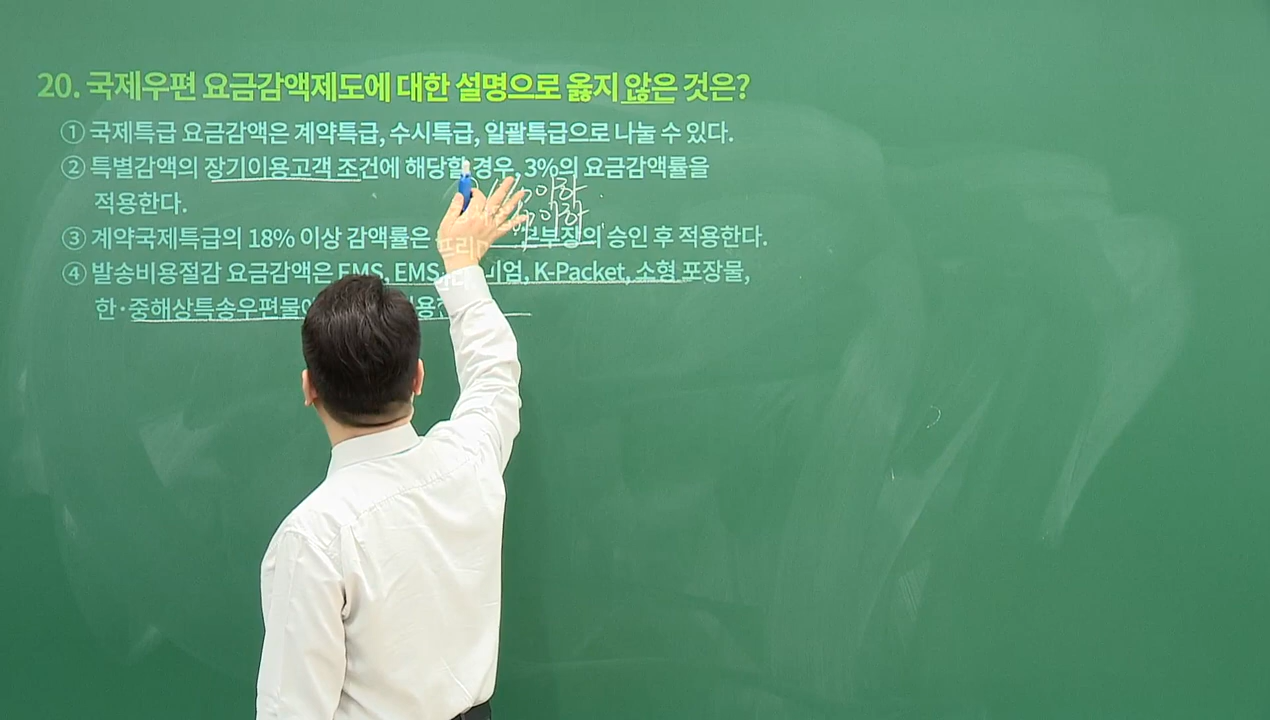 20. 국제우편 요금감액제도에 대한 설명으로 옳지 않은 것은?
① 국제특급 요금감액은 계약특급, 수시특급, 일괄특급으로 나눌 수 있다.
② 특별감액의 장기이용고객 조건에 해당할 경우, 3%의 요금감액률을
이하
적용한다.
이하
③ 계약국제특급의 18% 이상 감액률은 승인 후 적용한다.
④ 발송비용절감 요금감액은 EMS, EMS K-Packet, 소형 포장물,
한·중해상특송우편물